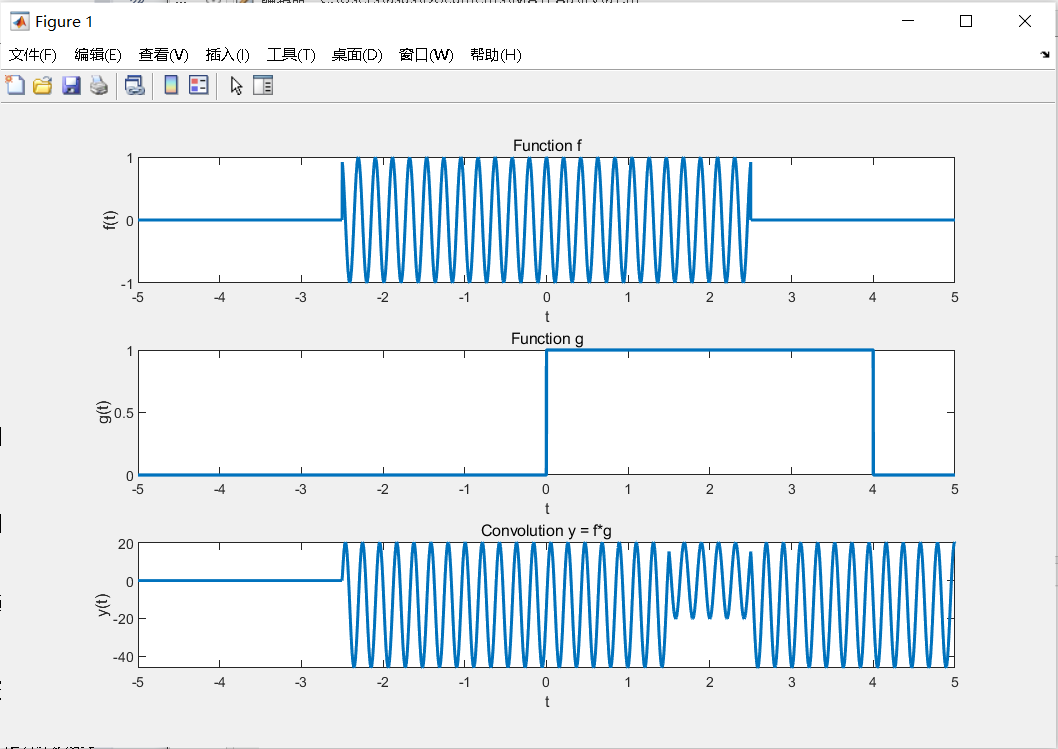 Figure 1
文件(F) 编辑(E) 查看(V) 插入(I) 工具(T) 桌面(D) 窗口(W) 帮助(H)
Function f
1
0
-1
f(t)
-5 -4 -3 -2 -1 0 1 2 3 4 5
t
Function g
1
0.5
0
g(t)
-5 -4 -3 -2 -1 0 1 2 3 4 5
t
Convolution y = f*g
20
0
-20
-40
y(t)
-5 -4 -3 -2 -1 0 1 2 3 4 5
t